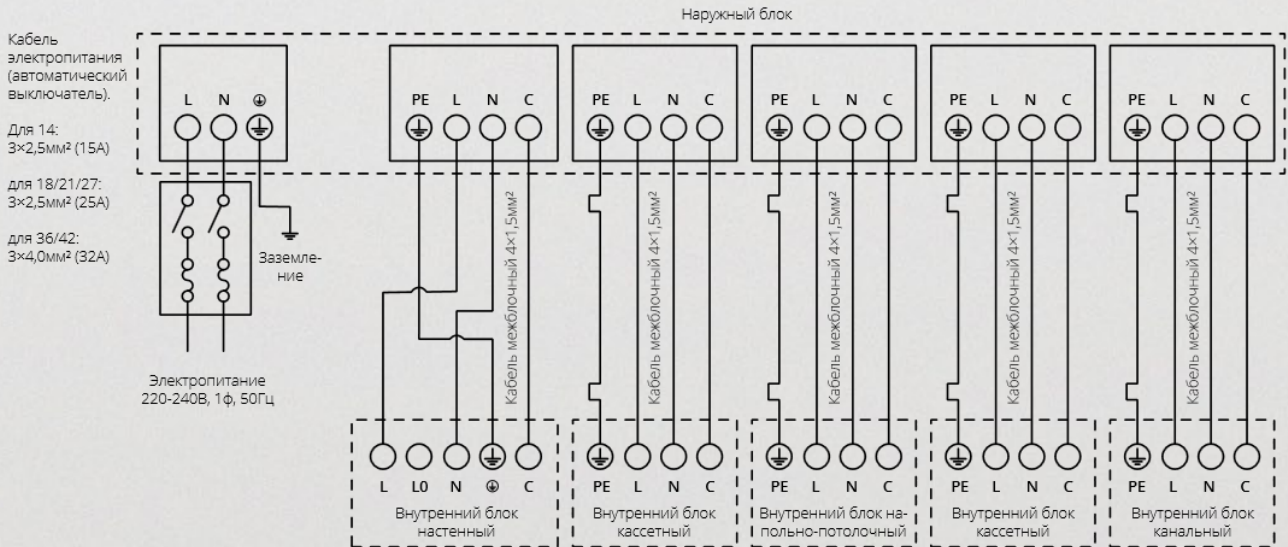 Наружный блок
Кабель
электропитания
(автоматический
выключатель).
Для 14:
3×2,5мм² (15А)
для 18/21/27:
3×2,5мм² (25А)
для 36/42:
3×4,0мм² (32А)
L N
PE L N C
PE L N C
PE L N C
PE L N C
PE L N C
Заземле-
ние
Электропитание
220-240В, 1ф, 50Гц
Кабель межблочный 4×1,5мм²
Кабель межблочный 4×1,5мм²
Кабель межблочный 4×1,5мм²
Кабель межблочный 4×1,5мм²
Кабель межблочный 4×1,5мм²
L L0 N C
Внутренний блок
настенный
PE L N C
Внутренний блок
кассетный
PE L N C
Внутренний блок на-
польно-потолочный
PE L N C
Внутренний блок
кассетный
PE L N C
Внутренний блок
канальный